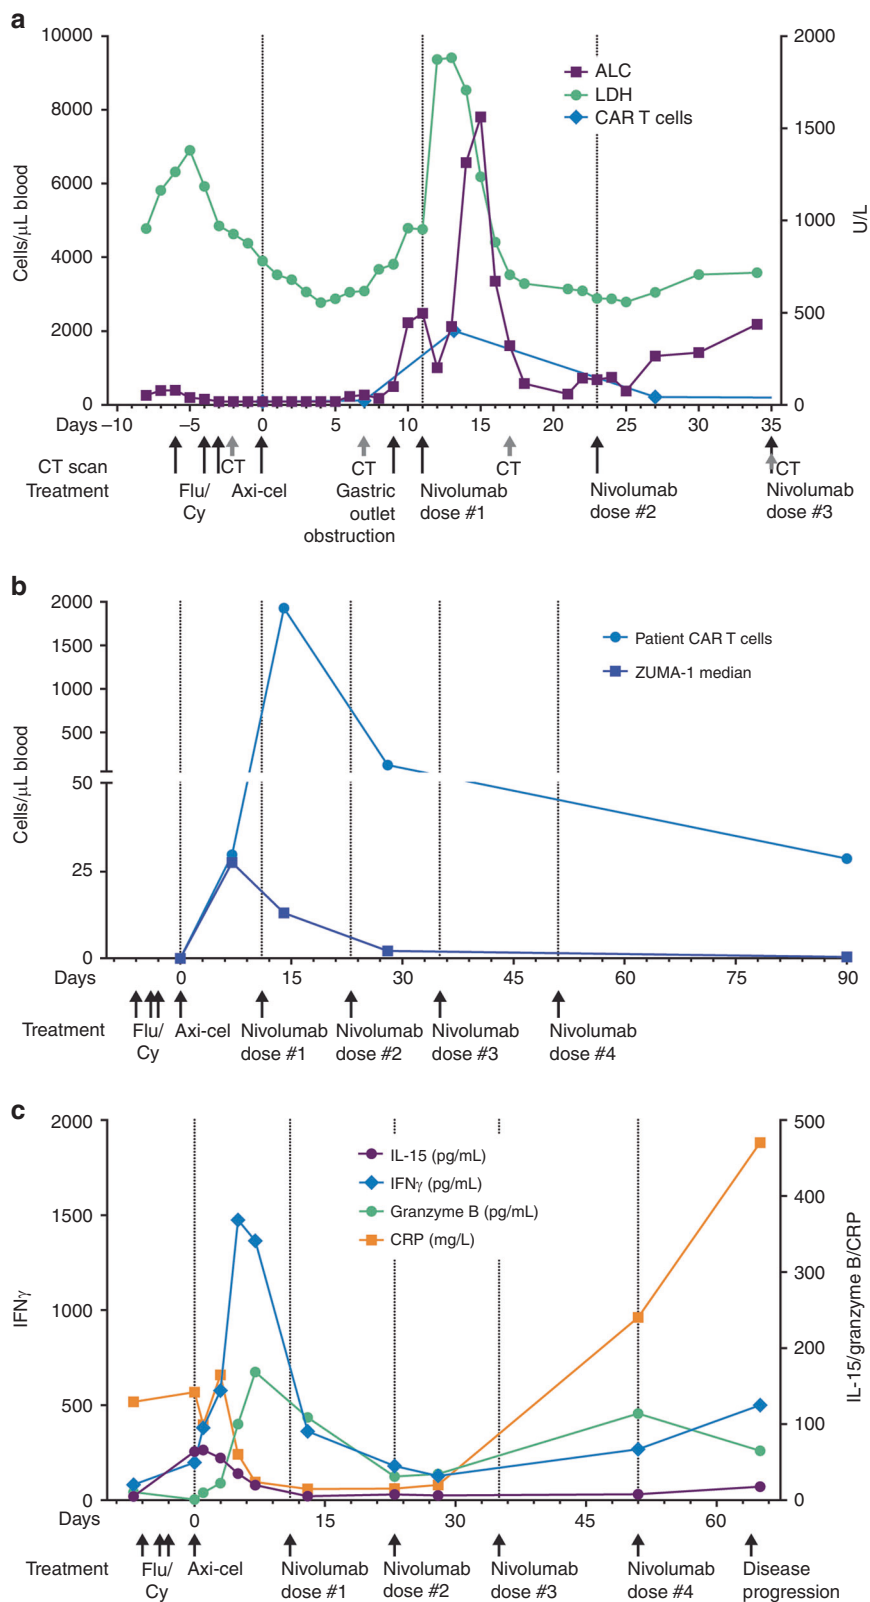 a
10000
8000
6000
4000
2000
0
Cells/μL blood
2000
1500
1000
500
0
U/L
ALC
LDH
CAR T cells
Days –10 –5 0 5 10 15 20 25 30 35
CT scan CT CT CT CT
Treatment Flu/ Axi-cel Gastric Nivolumab Nivolumab Nivolumab
Cy outlet dose #1 dose #2 dose #3
obstruction
b
2000
1500
1000
500
50
25
0
Cells/μL blood
Patient CAR T cells
ZUMA-1 median
Days 0 15 30 45 60 75 90
Treatment Flu/ Axi-cel Nivolumab Nivolumab Nivolumab Nivolumab
Cy dose #1 dose #2 dose #3 dose #4
c
2000
1500
1000
500
0
IFNγ
500
400
300
200
100
0
IL-15/granzyme B/CRP
IL-15 (pg/mL)
IFNγ (pg/mL)
Granzyme B (pg/mL)
CRP (mg/L)
Days 0 15 30 45 60
Treatment Flu/ Axi-cel Nivolumab Nivolumab Nivolumab Nivolumab Disease
Cy dose #1 dose #2 dose #3 dose #4 progression